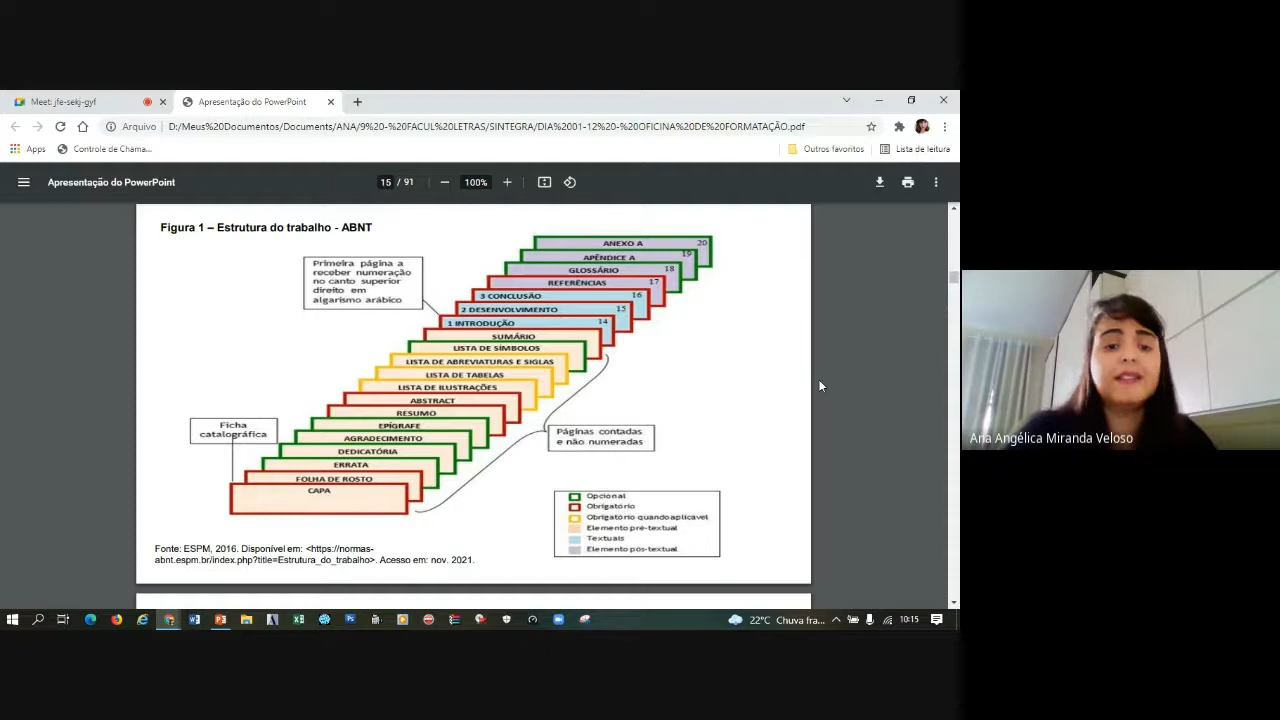 Meet: jfe-sekj-gyf
Apresentação do PowerPoint
Arquivo
D:/Meus%20Documentos/Documents/ANA/9%20-%20FACUL%20LETRAS/SINTEGRA/DIA%2001-12%20-%20OFICINA%20DE%20FORMATAÇÃO.pdf
Apps
Controle de Chama...
Outros favoritos
Lista de leitura
Apresentação do PowerPoint
15 / 91
100%
Figura 1 – Estrutura do trabalho - ABNT
Primeira página a
receber numeração
no canto superior
direito em
algarismo arábico
ANEXO A 20
APÊNDICE A 19
GLOSSÁRIO 18
REFERÊNCIAS 17
3 CONCLUSÃO 16
2 DESENVOLVIMENTO 15
1 INTRODUÇÃO 14
SUMÁRIO
LISTA DE SÍMBOLOS
LISTA DE ABREVIATURAS E SIGLAS
LISTA DE TABELAS
LISTA DE ILUSTRAÇÕES
ABSTRACT
RESUMO
EPÍGRAFE
AGRADECIMENTO
DEDICATÓRIA
ERRATA
FOLHA DE ROSTO
CAPA
Ficha
catalográfica
Páginas contadas
e não numeradas
Opcional
Obrigatório
Obrigatório quando aplicável
Elemento pré-textual
Textuais
Elemento pós-textual
Fonte: ESPM, 2016. Disponível em: <https://normas-
abnt.espm.br/index.php?title=Estrutura_do_trabalho>. Acesso em: nov. 2021.
22°C Chuva fra...
10:15
Ana Angélica Miranda Veloso